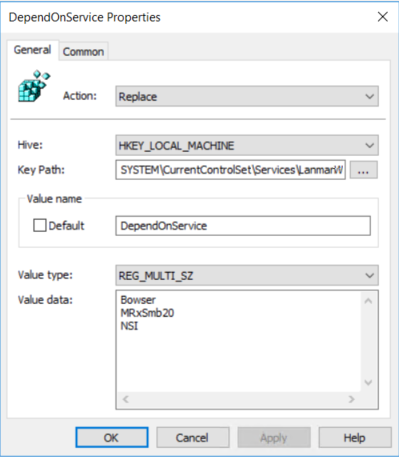 DependOnService Properties
General Common
Action: Replace
Hive: HKEY_LOCAL_MACHINE
Key Path: SYSTEM\CurrentControlSet\Services\LanmanW ...
Value name
Default DependOnService
Value type: REG_MULTI_SZ
Value data: Bowser
MRxSmb20
NSI
OK Cancel Apply Help